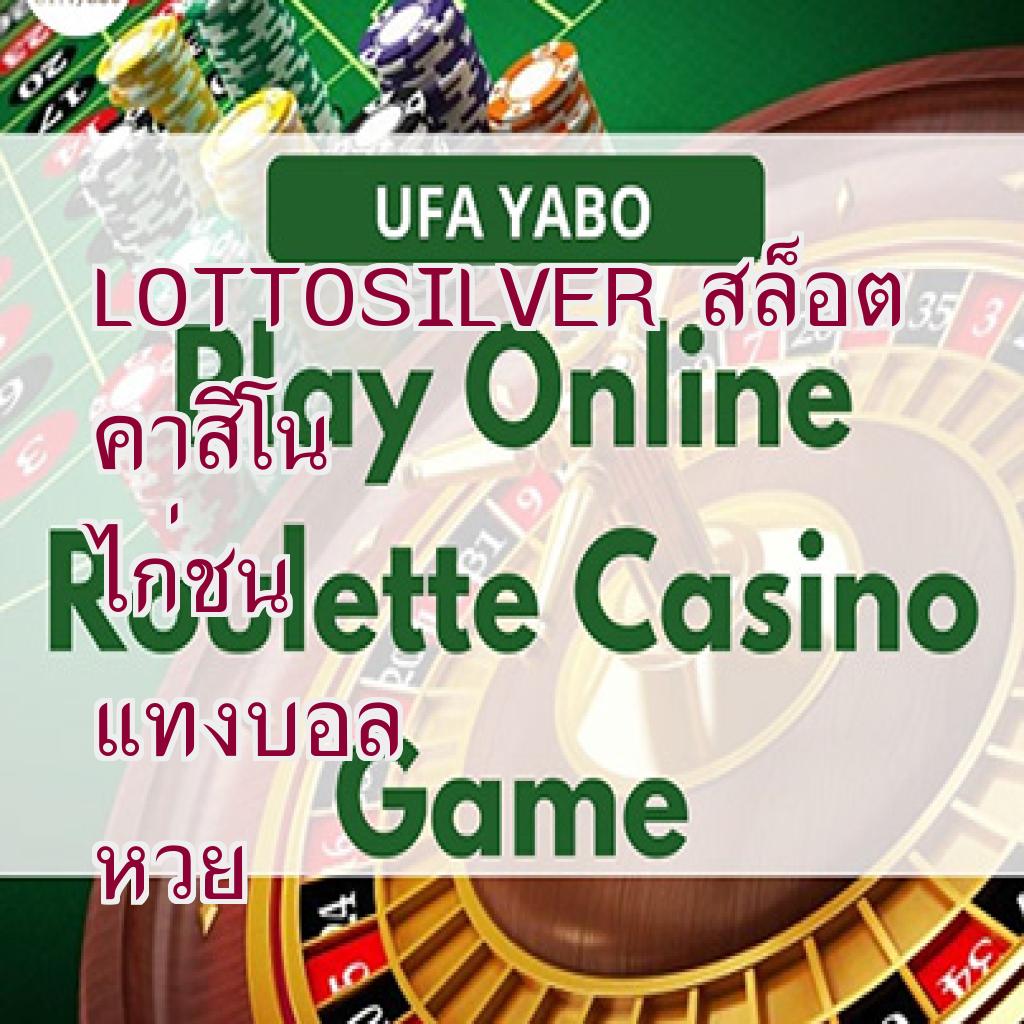 UFA YABO
LOTTOSILVER สล็อต
Play Online
คาสิโน
Roulette Casino
ไก่ชน
แทงบอล
Game
หวย